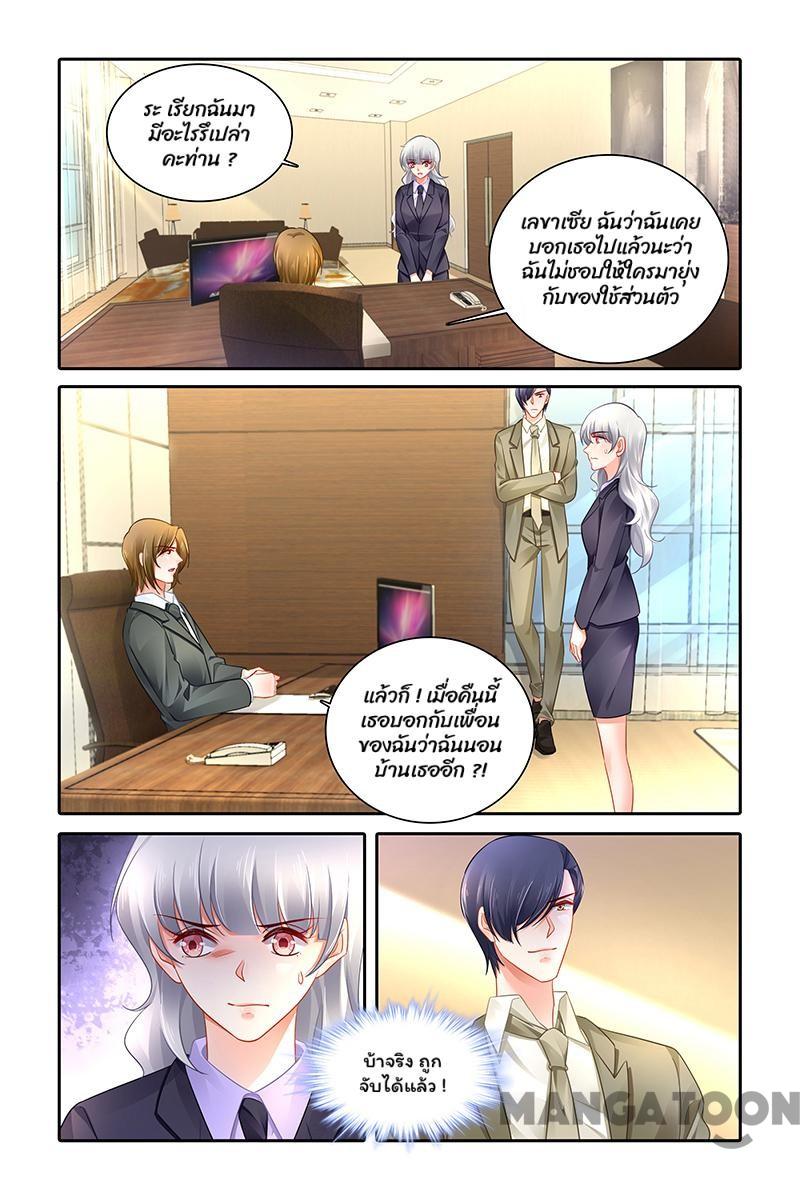 ระ เรียกฉันมา
มีอะไรรึเปล่า
คะท่าน ?
เลขาเซีย ฉันว่าฉันเคย
บอกเธอไปแล้วนะว่า
ฉันไม่ชอบให้ใครมายุ่ง
กับของใช้ส่วนตัว
แล้วก็ ! เมื่อคืนนี้
เธอบอกกับเพื่อน
ของฉันว่าฉันนอน
บ้านเธออีก ?!
บ้าจริง ถูก
จับได้แล้ว !
MANGATOON